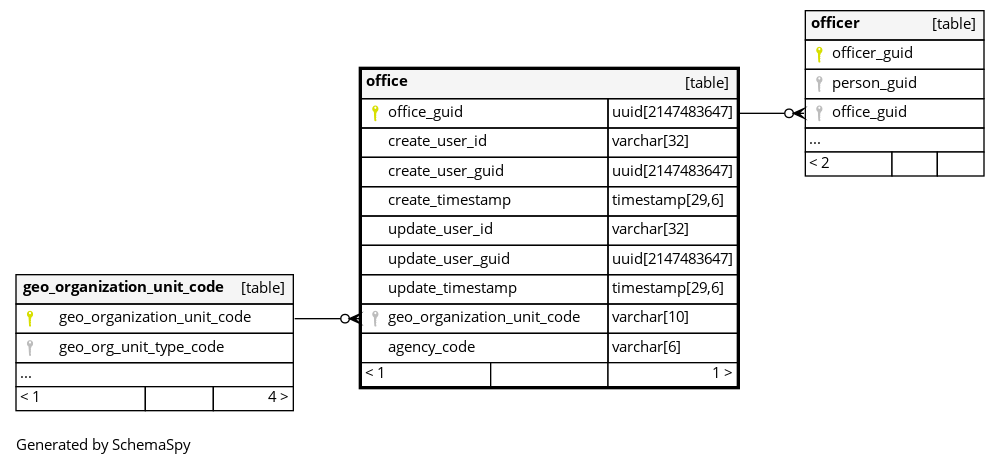 officer [table]
officer_guid
person_guid
office_guid
...
< 2
office [table]
office_guid uuid[2147483647]
create_user_id varchar[32]
create_user_guid uuid[2147483647]
create_timestamp timestamp[29,6]
update_user_id varchar[32]
update_user_guid uuid[2147483647]
update_timestamp timestamp[29,6]
geo_organization_unit_code varchar[10]
agency_code varchar[6]
< 1 1 >
geo_organization_unit_code [table]
geo_organization_unit_code
geo_org_unit_type_code
...
< 1 4 >
Generated by SchemaSpy